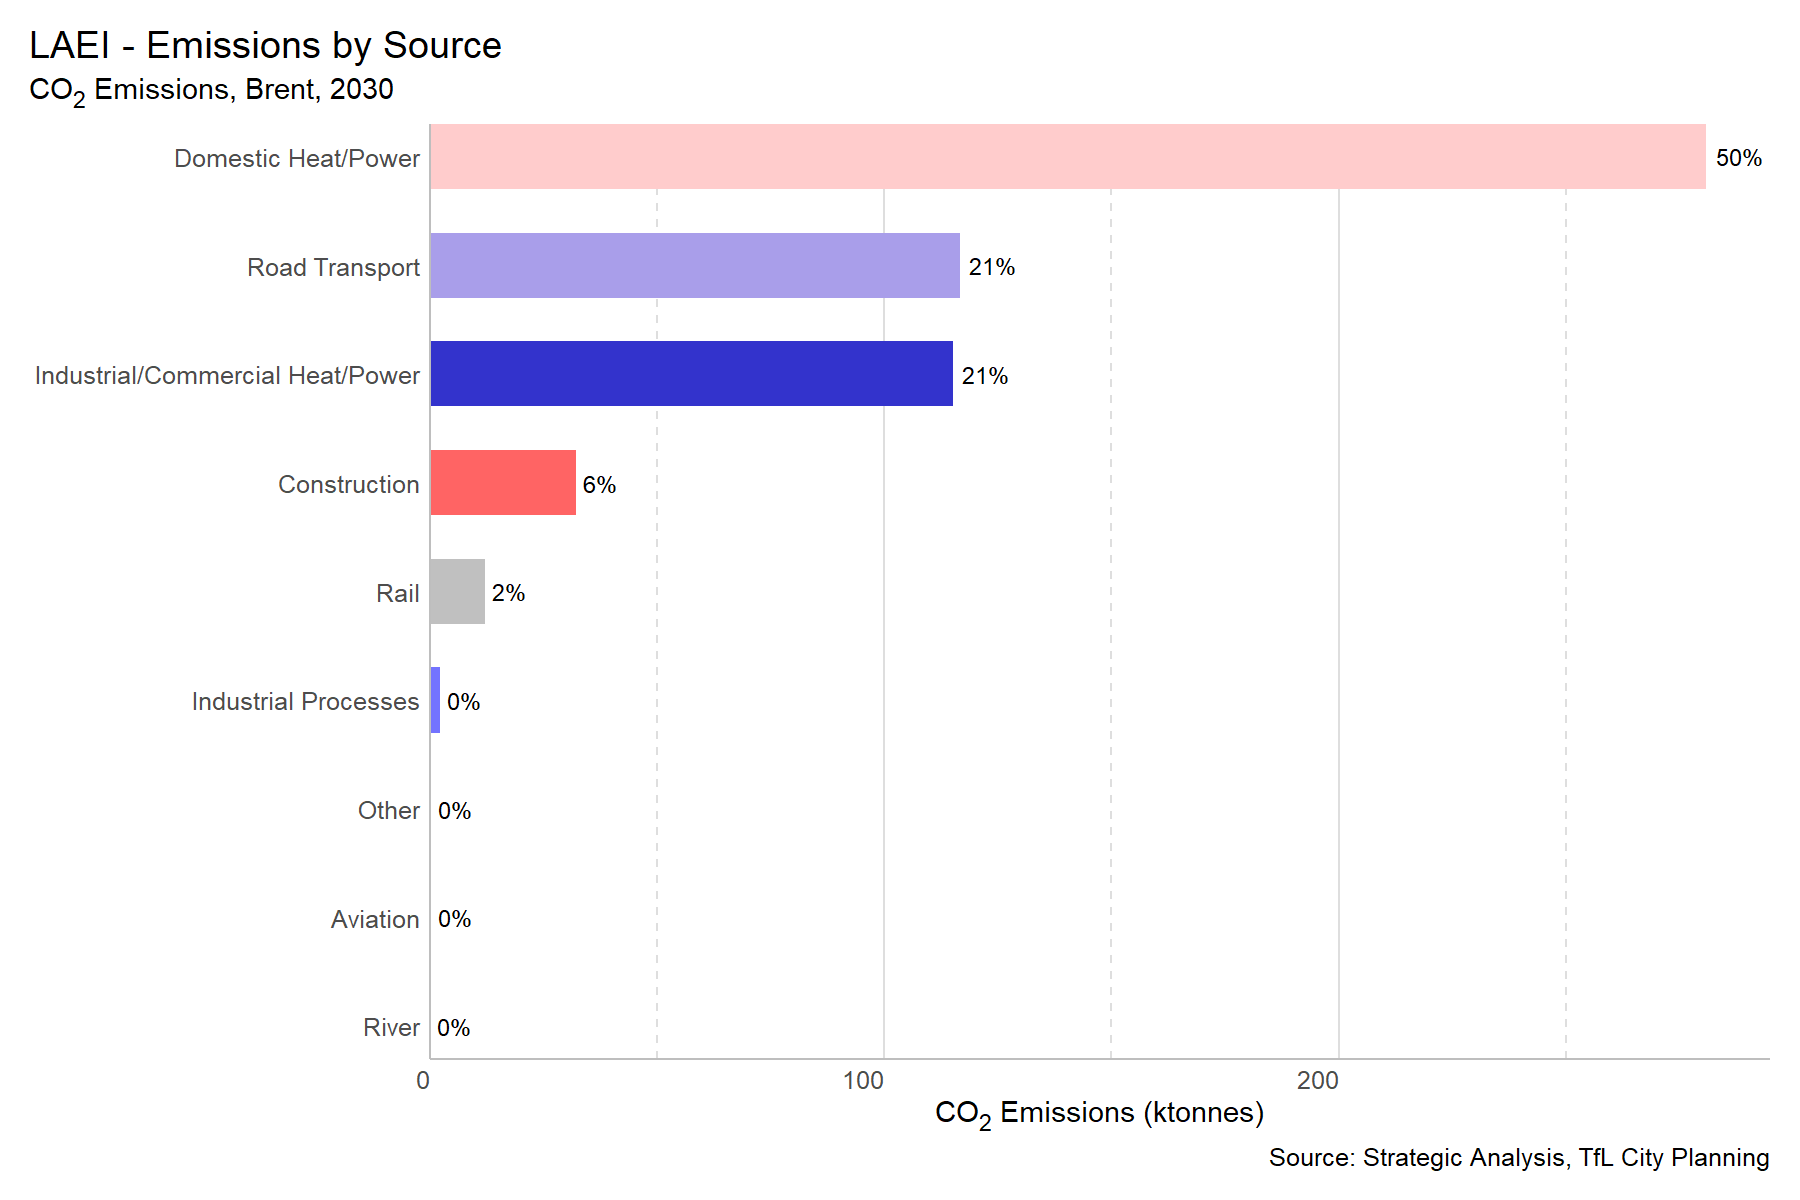 LAEI - Emissions by Source
CO₂ Emissions, Brent, 2030
Domestic Heat/Power 50%
Road Transport 21%
Industrial/Commercial Heat/Power 21%
Construction 6%
Rail 2%
Industrial Processes 0%
Other 0%
Aviation 0%
River 0%
0 100 200
CO₂ Emissions (ktonnes)
Source: Strategic Analysis, TfL City Planning